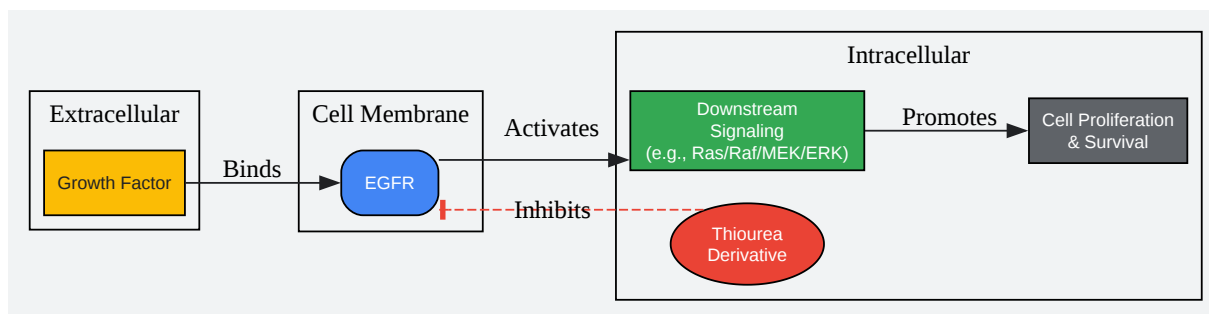 Extracellular
Growth Factor
Binds
Cell Membrane
EGFR
Activates
Inhibits
Intracellular
Downstream
Signaling
(e.g., Ras/Raf/MEK/ERK)
Promotes
Cell Proliferation
& Survival
Thiourea
Derivative